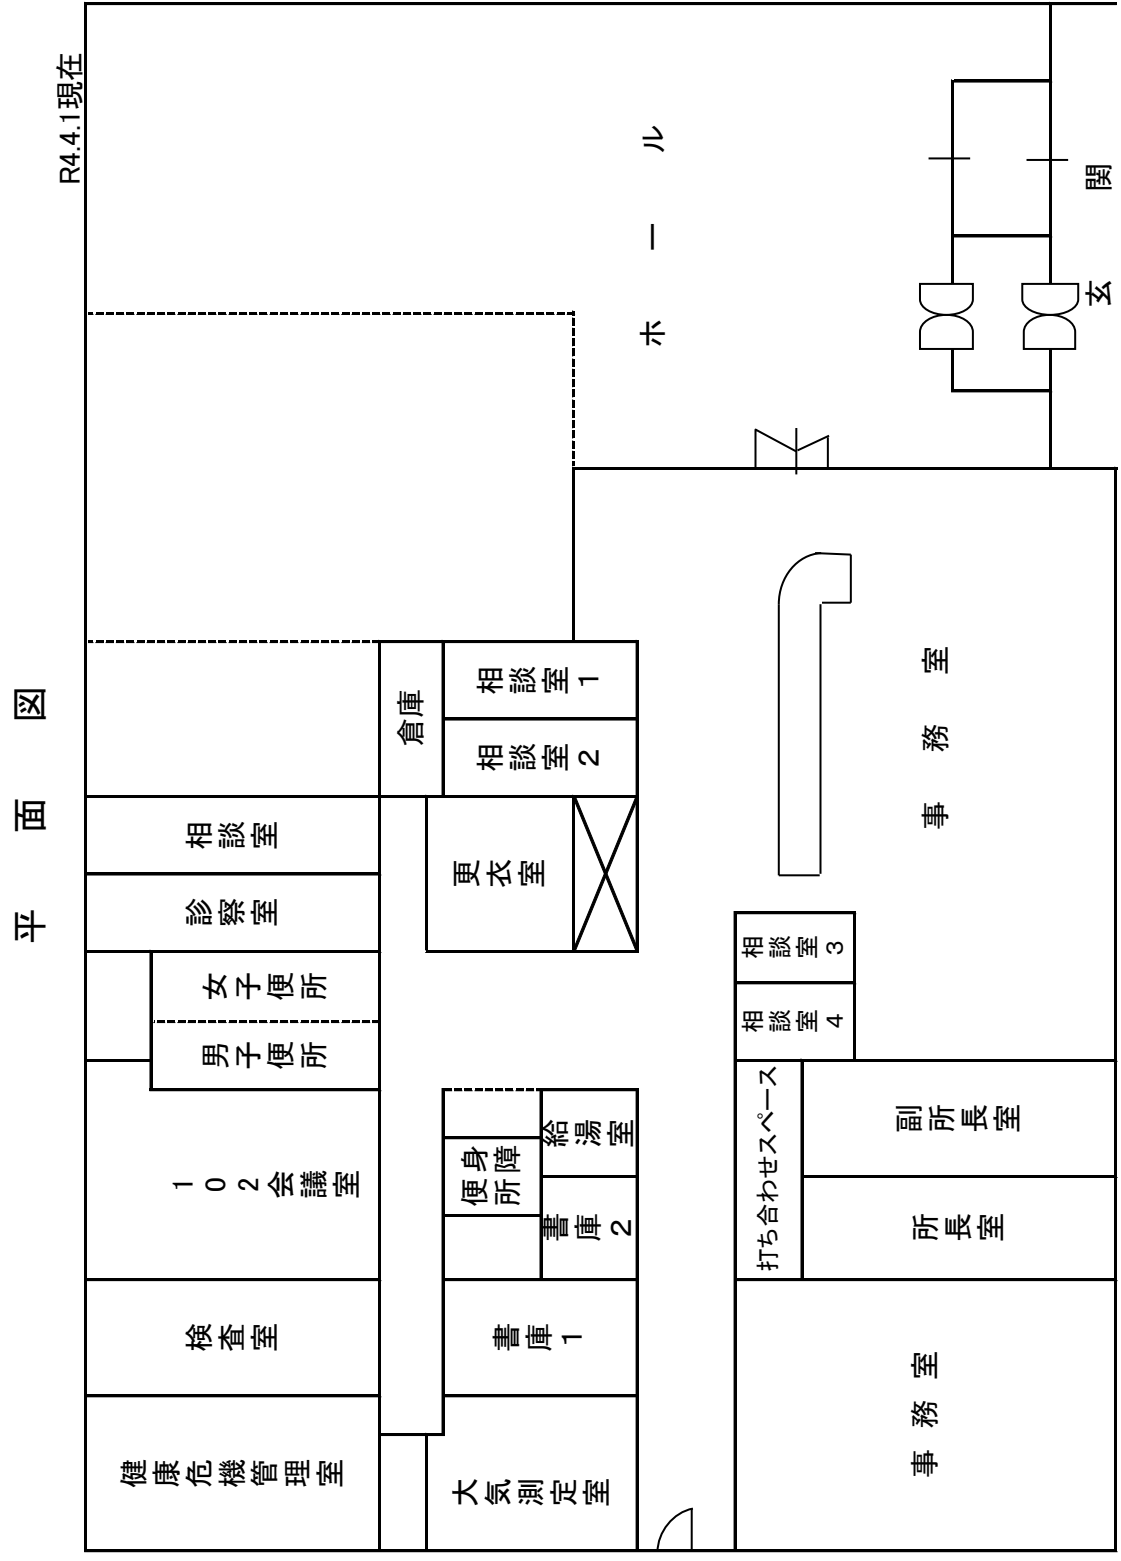 平面図
R4.4.1現在
健康危機管理室
検査室
102会議室
男子便所
女子便所
診察室
相談室
大気測定室
書庫1
書庫2
身障
便所
給湯室
更衣室
倉庫
相談室2
相談室1
ホール
事務室
打ち合わせスペース
所長室
副所長室
相談室4
相談室3
事務室
玄関